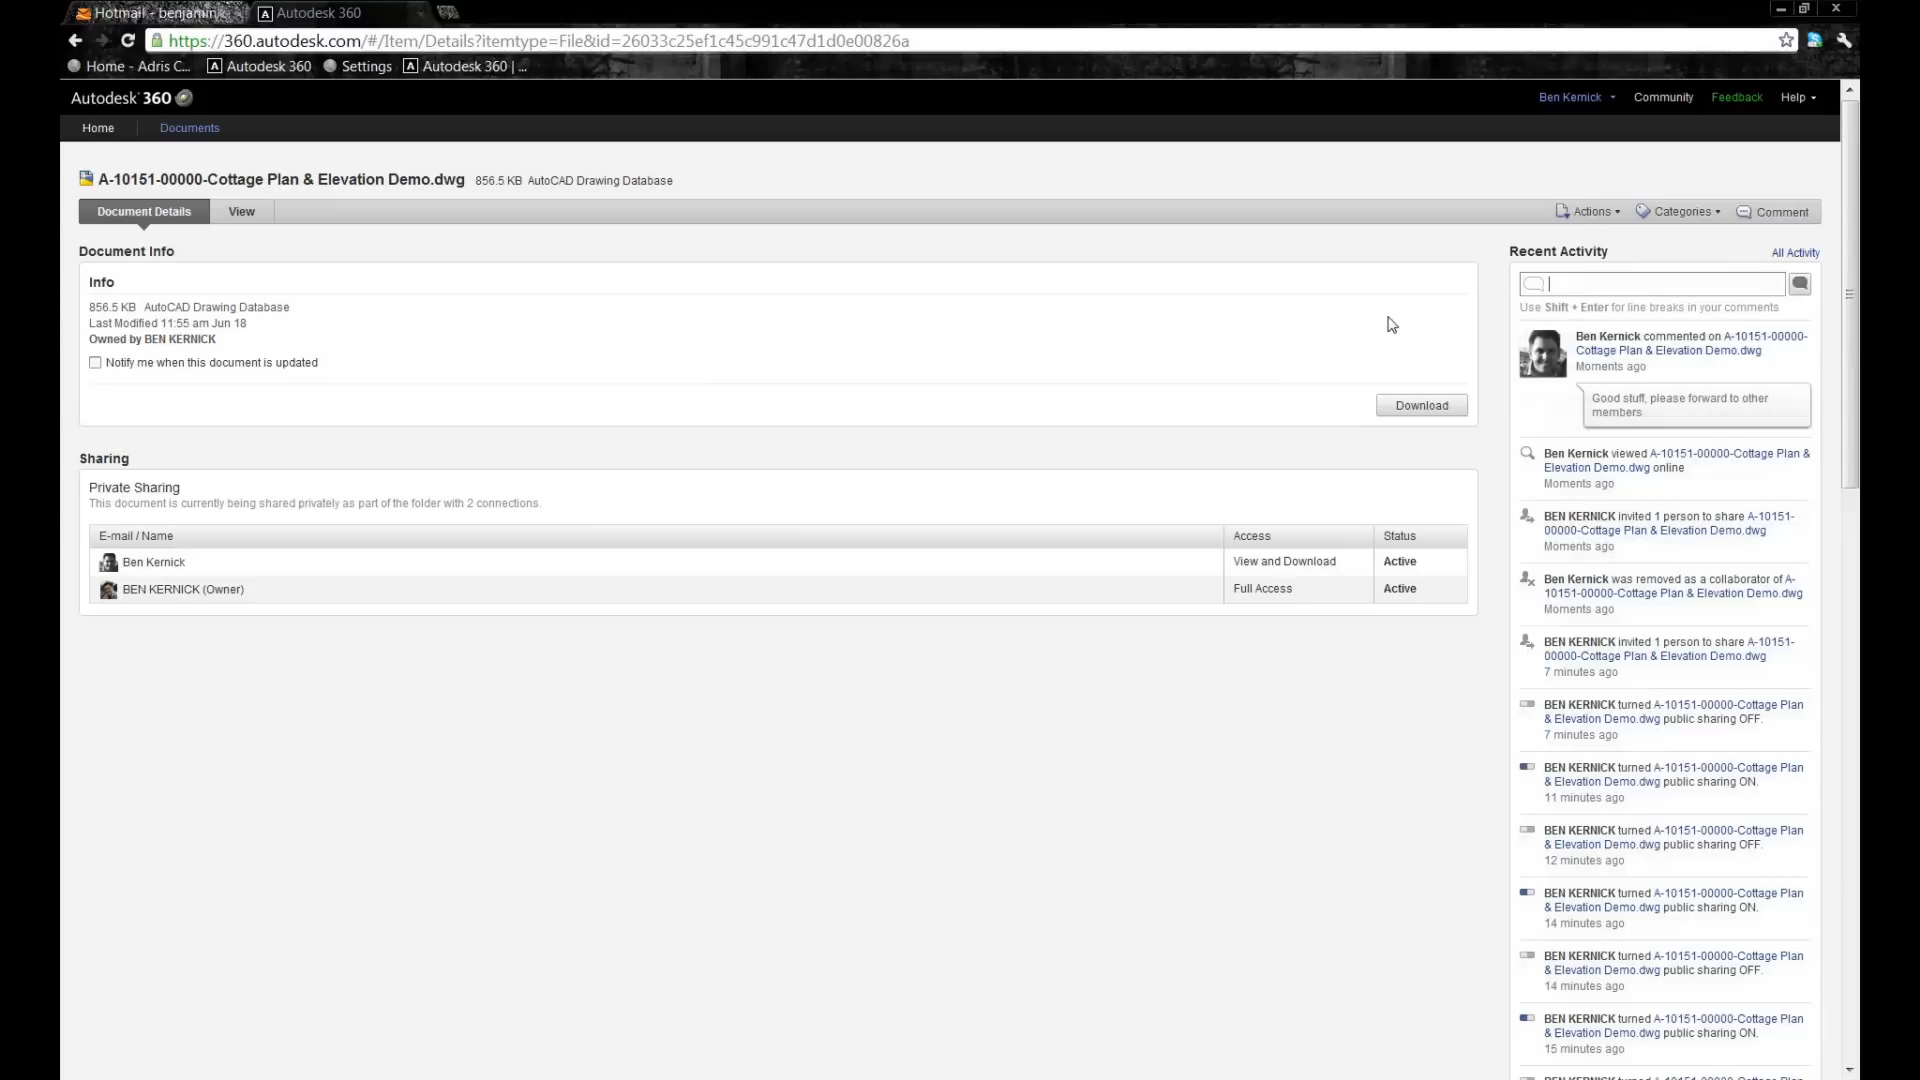 Hotmail - benjamin
Autodesk 360
https://360.autodesk.com/#/Item/Details?itemtype=File&id=26033c25ef1c45c991c47d1d0e00826a
Home - Adris C...
Autodesk 360
Settings
Autodesk 360 | ...
Autodesk 360
Ben Kernick
Community
Feedback
Help
Home
Documents
A-10151-00000-Cottage Plan & Elevation Demo.dwg 856.5 KB AutoCAD Drawing Database
Document Details
View
Actions
Categories
Comment
Document Info
Info
856.5 KB AutoCAD Drawing Database
Last Modified 11:55 am Jun 18
Owned by BEN KERNICK
Notify me when this document is updated
Download
Sharing
Private Sharing
This document is currently being shared privately as part of the folder with 2 connections.
E-mail / Name Access Status
Ben Kernick View and Download Active
BEN KERNICK (Owner) Full Access Active
Recent Activity
All Activity
Use Shift + Enter for line breaks in your comments
Ben Kernick commented on A-10151-00000-
Cottage Plan & Elevation Demo.dwg
Moments ago
Good stuff, please forward to other
members
Ben Kernick viewed A-10151-00000-Cottage Plan &
Elevation Demo.dwg online
Moments ago
BEN KERNICK invited 1 person to share A-10151-
00000-Cottage Plan & Elevation Demo.dwg
Moments ago
Ben Kernick was removed as a collaborator of A-
10151-00000-Cottage Plan & Elevation Demo.dwg
Moments ago
BEN KERNICK invited 1 person to share A-10151-
00000-Cottage Plan & Elevation Demo.dwg
7 minutes ago
BEN KERNICK turned A-10151-00000-Cottage Plan
& Elevation Demo.dwg public sharing OFF.
7 minutes ago
BEN KERNICK turned A-10151-00000-Cottage Plan
& Elevation Demo.dwg public sharing ON.
11 minutes ago
BEN KERNICK turned A-10151-00000-Cottage Plan
& Elevation Demo.dwg public sharing OFF.
12 minutes ago
BEN KERNICK turned A-10151-00000-Cottage Plan
& Elevation Demo.dwg public sharing ON.
14 minutes ago
BEN KERNICK turned A-10151-00000-Cottage Plan
& Elevation Demo.dwg public sharing OFF.
14 minutes ago
BEN KERNICK turned A-10151-00000-Cottage Plan
& Elevation Demo.dwg public sharing ON.
15 minutes ago